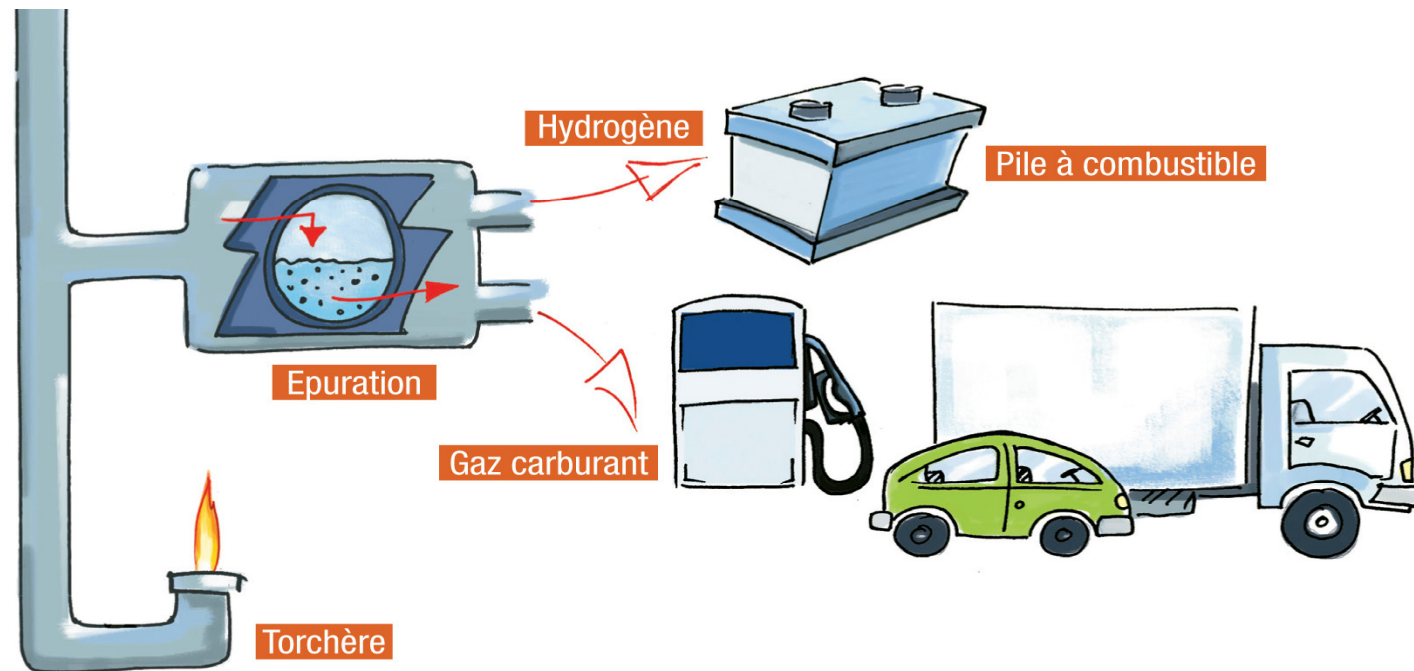 Hydrogène
Pile à combustible
Epuration
Gaz carburant
Torchère